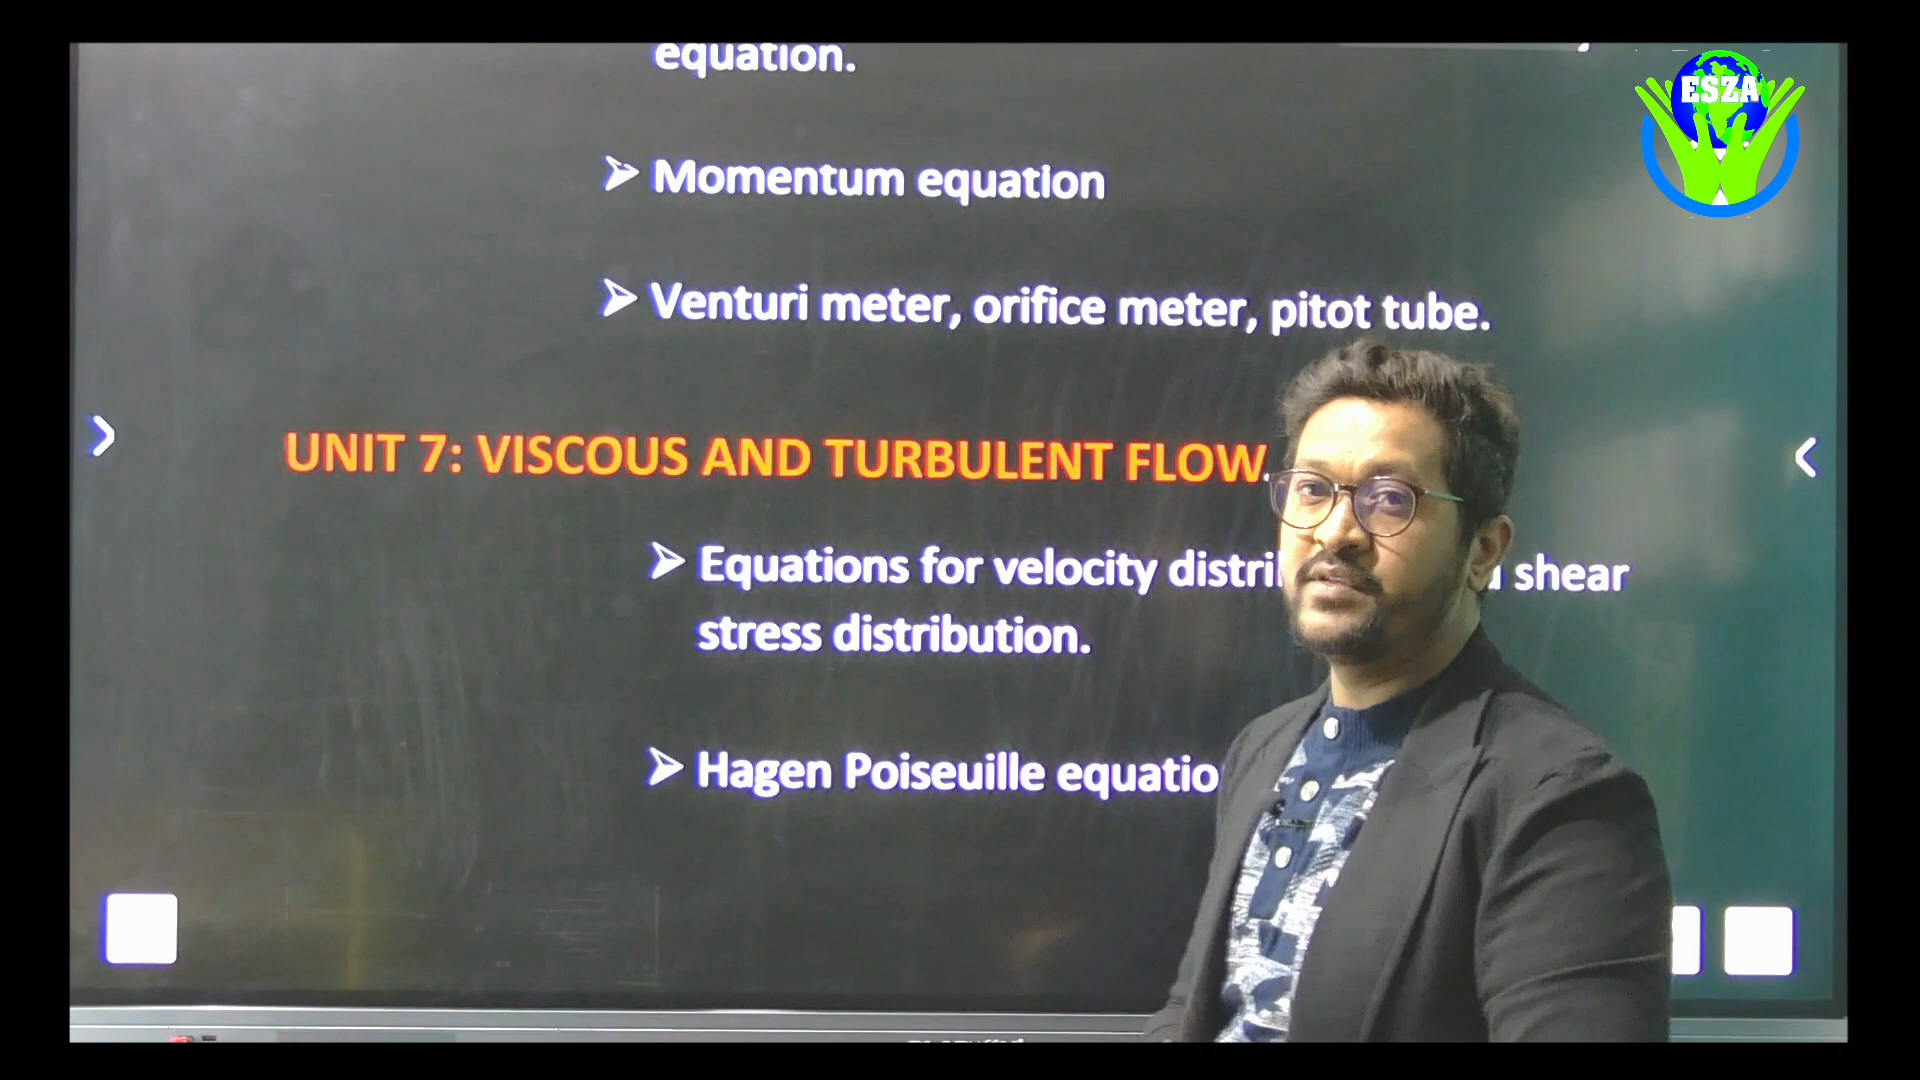 equation.
ESZA
➢ Momentum equation
➢ Venturi meter, orifice meter, pitot tube.
UNIT 7: VISCOUS AND TURBULENT FLOW.
➢ Equations for velocity distri shear
stress distribution.
➢ Hagen Poiseuille equatio